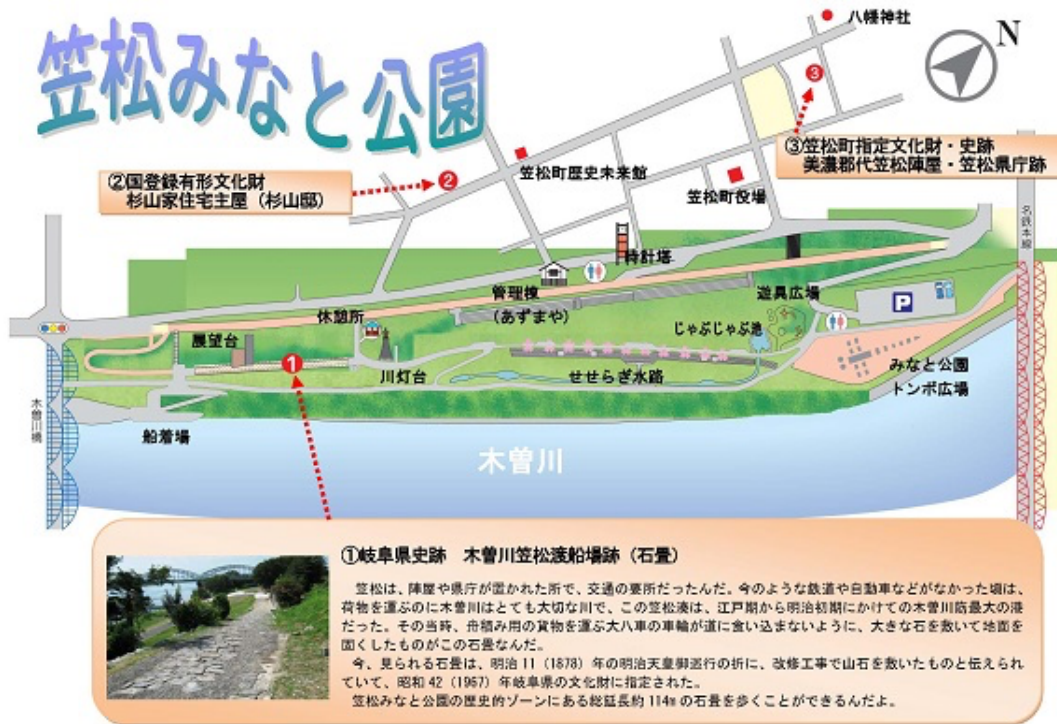 笠松みなと公園
八幡神社
N
③
③笠松町指定文化財・史跡
美濃郡代笠松陣屋・笠松県庁跡
②国登録有形文化財
杉山家住宅主屋（杉山邸）
②
笠松町歴史未来館
笠松町役場
名鉄本線
時計塔
管理棟
（あずまや）
遊具広場
P
休憩所
展望台
じゃぶじゃぶ池
①
川灯台
せせらぎ水路
みなと公園
トンボ広場
木曽川橋
船着場
木曽川
①岐阜県史跡　木曽川笠松渡船場跡（石畳）
笠松は、陣屋や県庁が置かれた所で、交通の要所だったんだ。今のような鉄道や自動車などがなかった頃は、
荷物を運ぶのに木曽川はとても大切な川で、この笠松湊は、江戸期から明治初期にかけての木曽川筋最大の港
だった。その当時、舟積み用の貨物を運ぶ大八車の車輪が道に食い込まないように、大きな石を敷いて地面を
固くしたものがこの石畳なんだ。
今、見られる石畳は、明治 11（1878）年の明治天皇御巡行の折に、改修工事で山石を敷いたものと伝えられ
ていて、昭和 42（1967）年岐阜県の文化財に指定された。
笠松みなと公園の歴史的ゾーンにある総延長約 114m の石畳を歩くことができるんだよ。